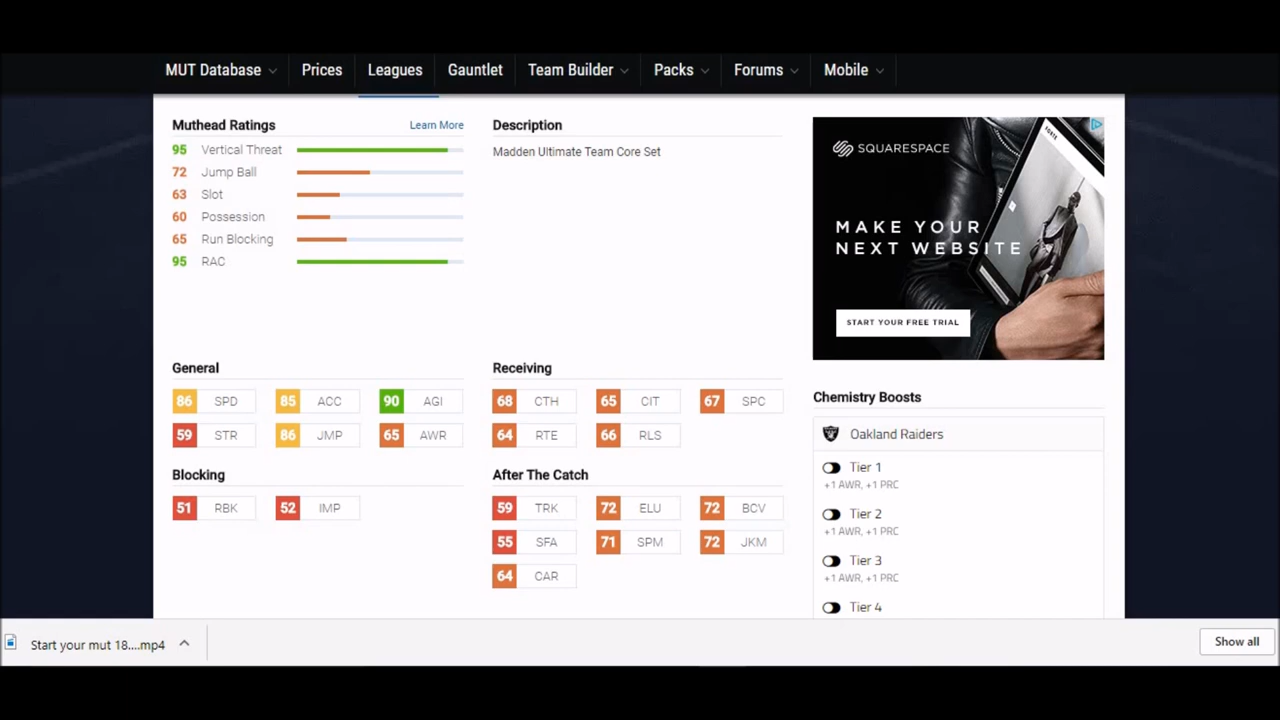 MUT Database
Prices
Leagues
Gauntlet
Team Builder
Packs
Forums
Mobile
Muthead Ratings
Learn More
95 Vertical Threat
72 Jump Ball
63 Slot
60 Possession
65 Run Blocking
95 RAC
Description
Madden Ultimate Team Core Set
SQUARESPACE
MAKE YOUR
NEXT WEBSITE
START YOUR FREE TRIAL
General
86 SPD 85 ACC 90 AGI
59 STR 86 JMP 65 AWR
Blocking
51 RBK 52 IMP
Receiving
68 CTH 65 CIT 67 SPC
64 RTE 66 RLS
After The Catch
59 TRK 72 ELU 72 BCV
55 SFA 71 SPM 72 JKM
64 CAR
Chemistry Boosts
Oakland Raiders
Tier 1
+1 AWR, +1 PRC
Tier 2
+1 AWR, +1 PRC
Tier 3
+1 AWR, +1 PRC
Tier 4
Start your mut 18....mp4
Show all